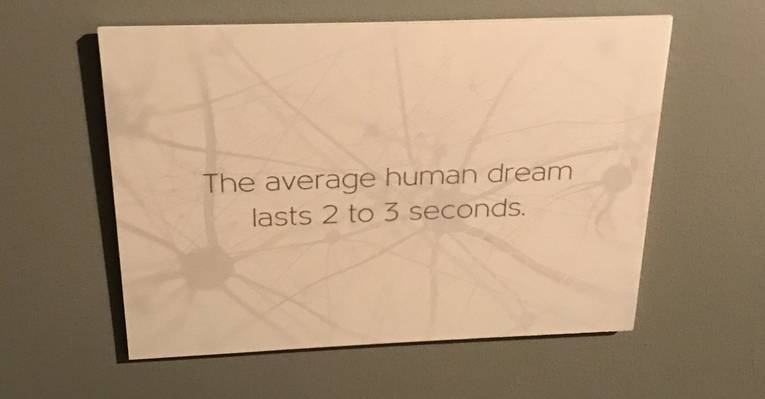 The average human dream
lasts 2 to 3 seconds.